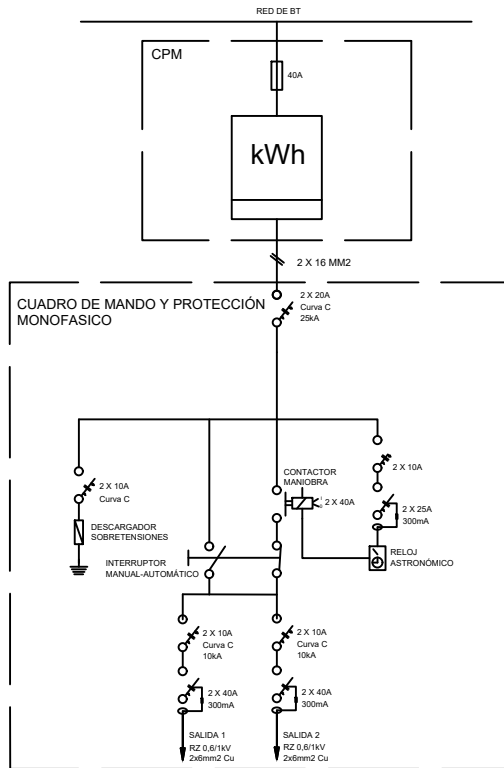 RED DE BT
CPM
40A
kWh
2 X 16 MM2
CUADRO DE MANDO Y PROTECCIÓN
MONOFASICO
2 X 20A
Curva C
25kA
2 X 10A
Curva C
DESCARGADOR
SOBRETENSIONES
INTERRUPTOR
MANUAL-AUTOMÁTICO
CONTACTOR
MANIOBRA
2 X 40A
2 X 10A
2 X 25A
300mA
RELOJ
ASTRONÓMICO
2 X 10A
Curva C
10kA
2 X 40A
300mA
SALIDA 1
RZ 0,6/1kV
2x6mm2 Cu
2 X 10A
Curva C
10kA
2 X 40A
300mA
SALIDA 2
RZ 0,6/1kV
2x6mm2 Cu